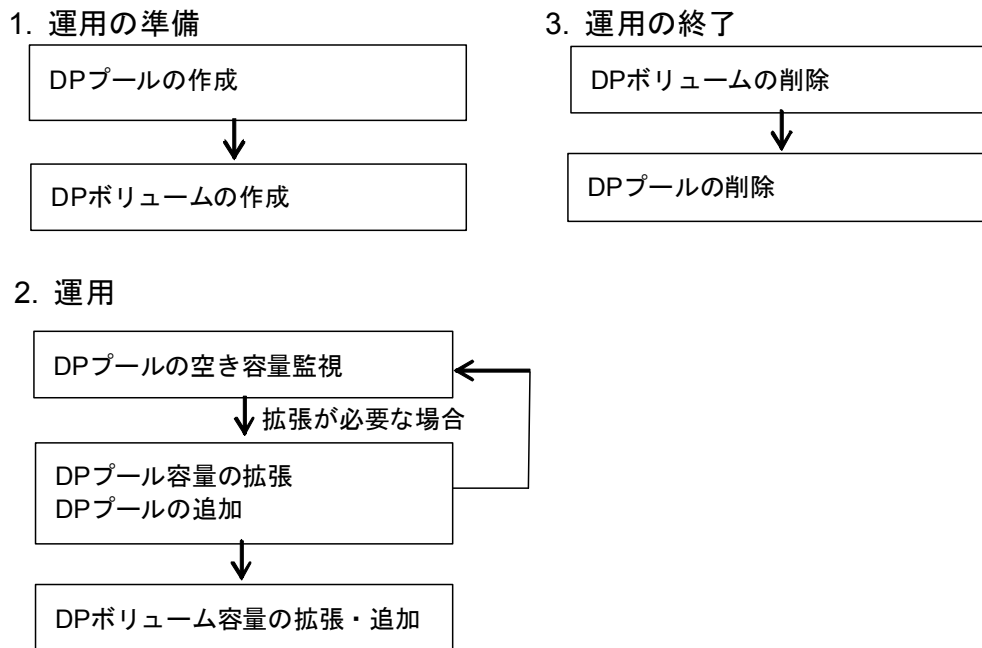 1. 運用の準備
DPプールの作成
DPボリュームの作成
3. 運用の終了
DPボリュームの削除
DPプールの削除
2. 運用
DPプールの空き容量監視
拡張が必要な場合
DPプール容量の拡張
DPプールの追加
DPボリューム容量の拡張・追加